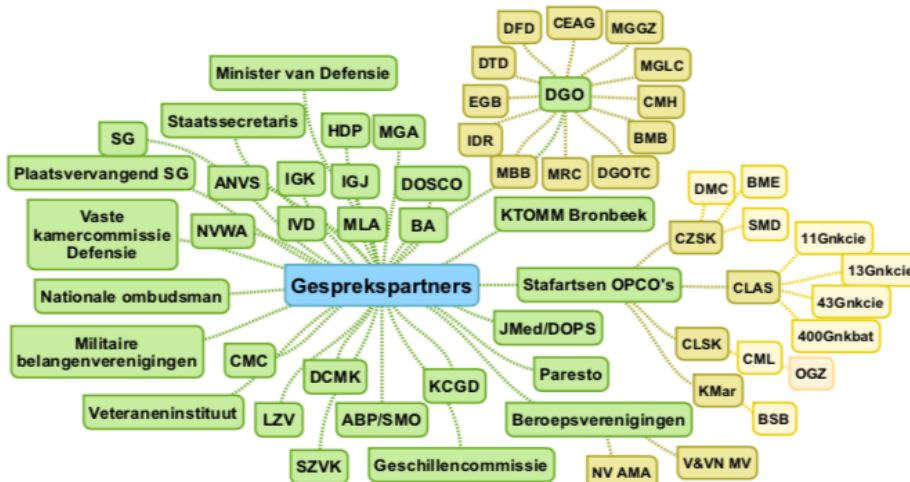 DFD
CEAG
MGGZ
DTD
MGLC
DGO
EGB
CMH
IDR
BMB
MBB
MRC
DGOTC
Minister van Defensie
Staatssecretaris
HDP
MGA
SG
Plaatsvervangend SG
ANVS
IGK
IGJ
DOSCO
Vaste
kamercommissie
Defensie
NVWA
IVD
MLA
BA
KTOMM Bronbeek
DMC
BME
CZSK
SMD
11Gnkcie
13Gnkcie
CLAS
43Gnkcie
400Gnkbat
Gesprekspartners
Stafartsen OPCO's
Nationale ombudsman
Militaire
belangenverenigingen
JMed/DOPS
CLSK
CML
OGZ
CMC
DCMK
KCGD
Paresto
KMar
BSB
Veteraneninstituut
LZV
ABP/SMO
Beroepsverenigingen
SZVK
Geschillencommissie
NV AMA
V&VN MV